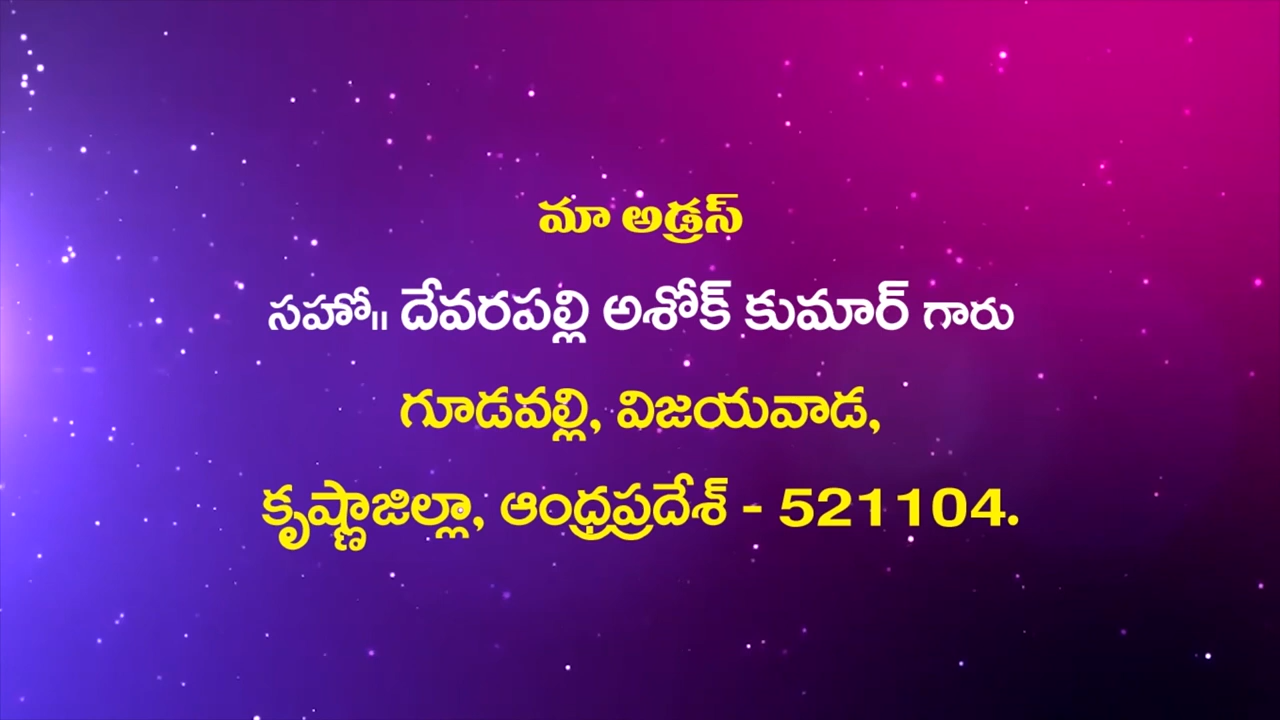 మా అడ్రస్
సహో॥ దేవరపల్లి అశోక్ కుమార్ గారు
గూడవల్లి, విజయవాడ,
కృష్ణాజిల్లా, ఆంధ్రప్రదేశ్ - 521104.